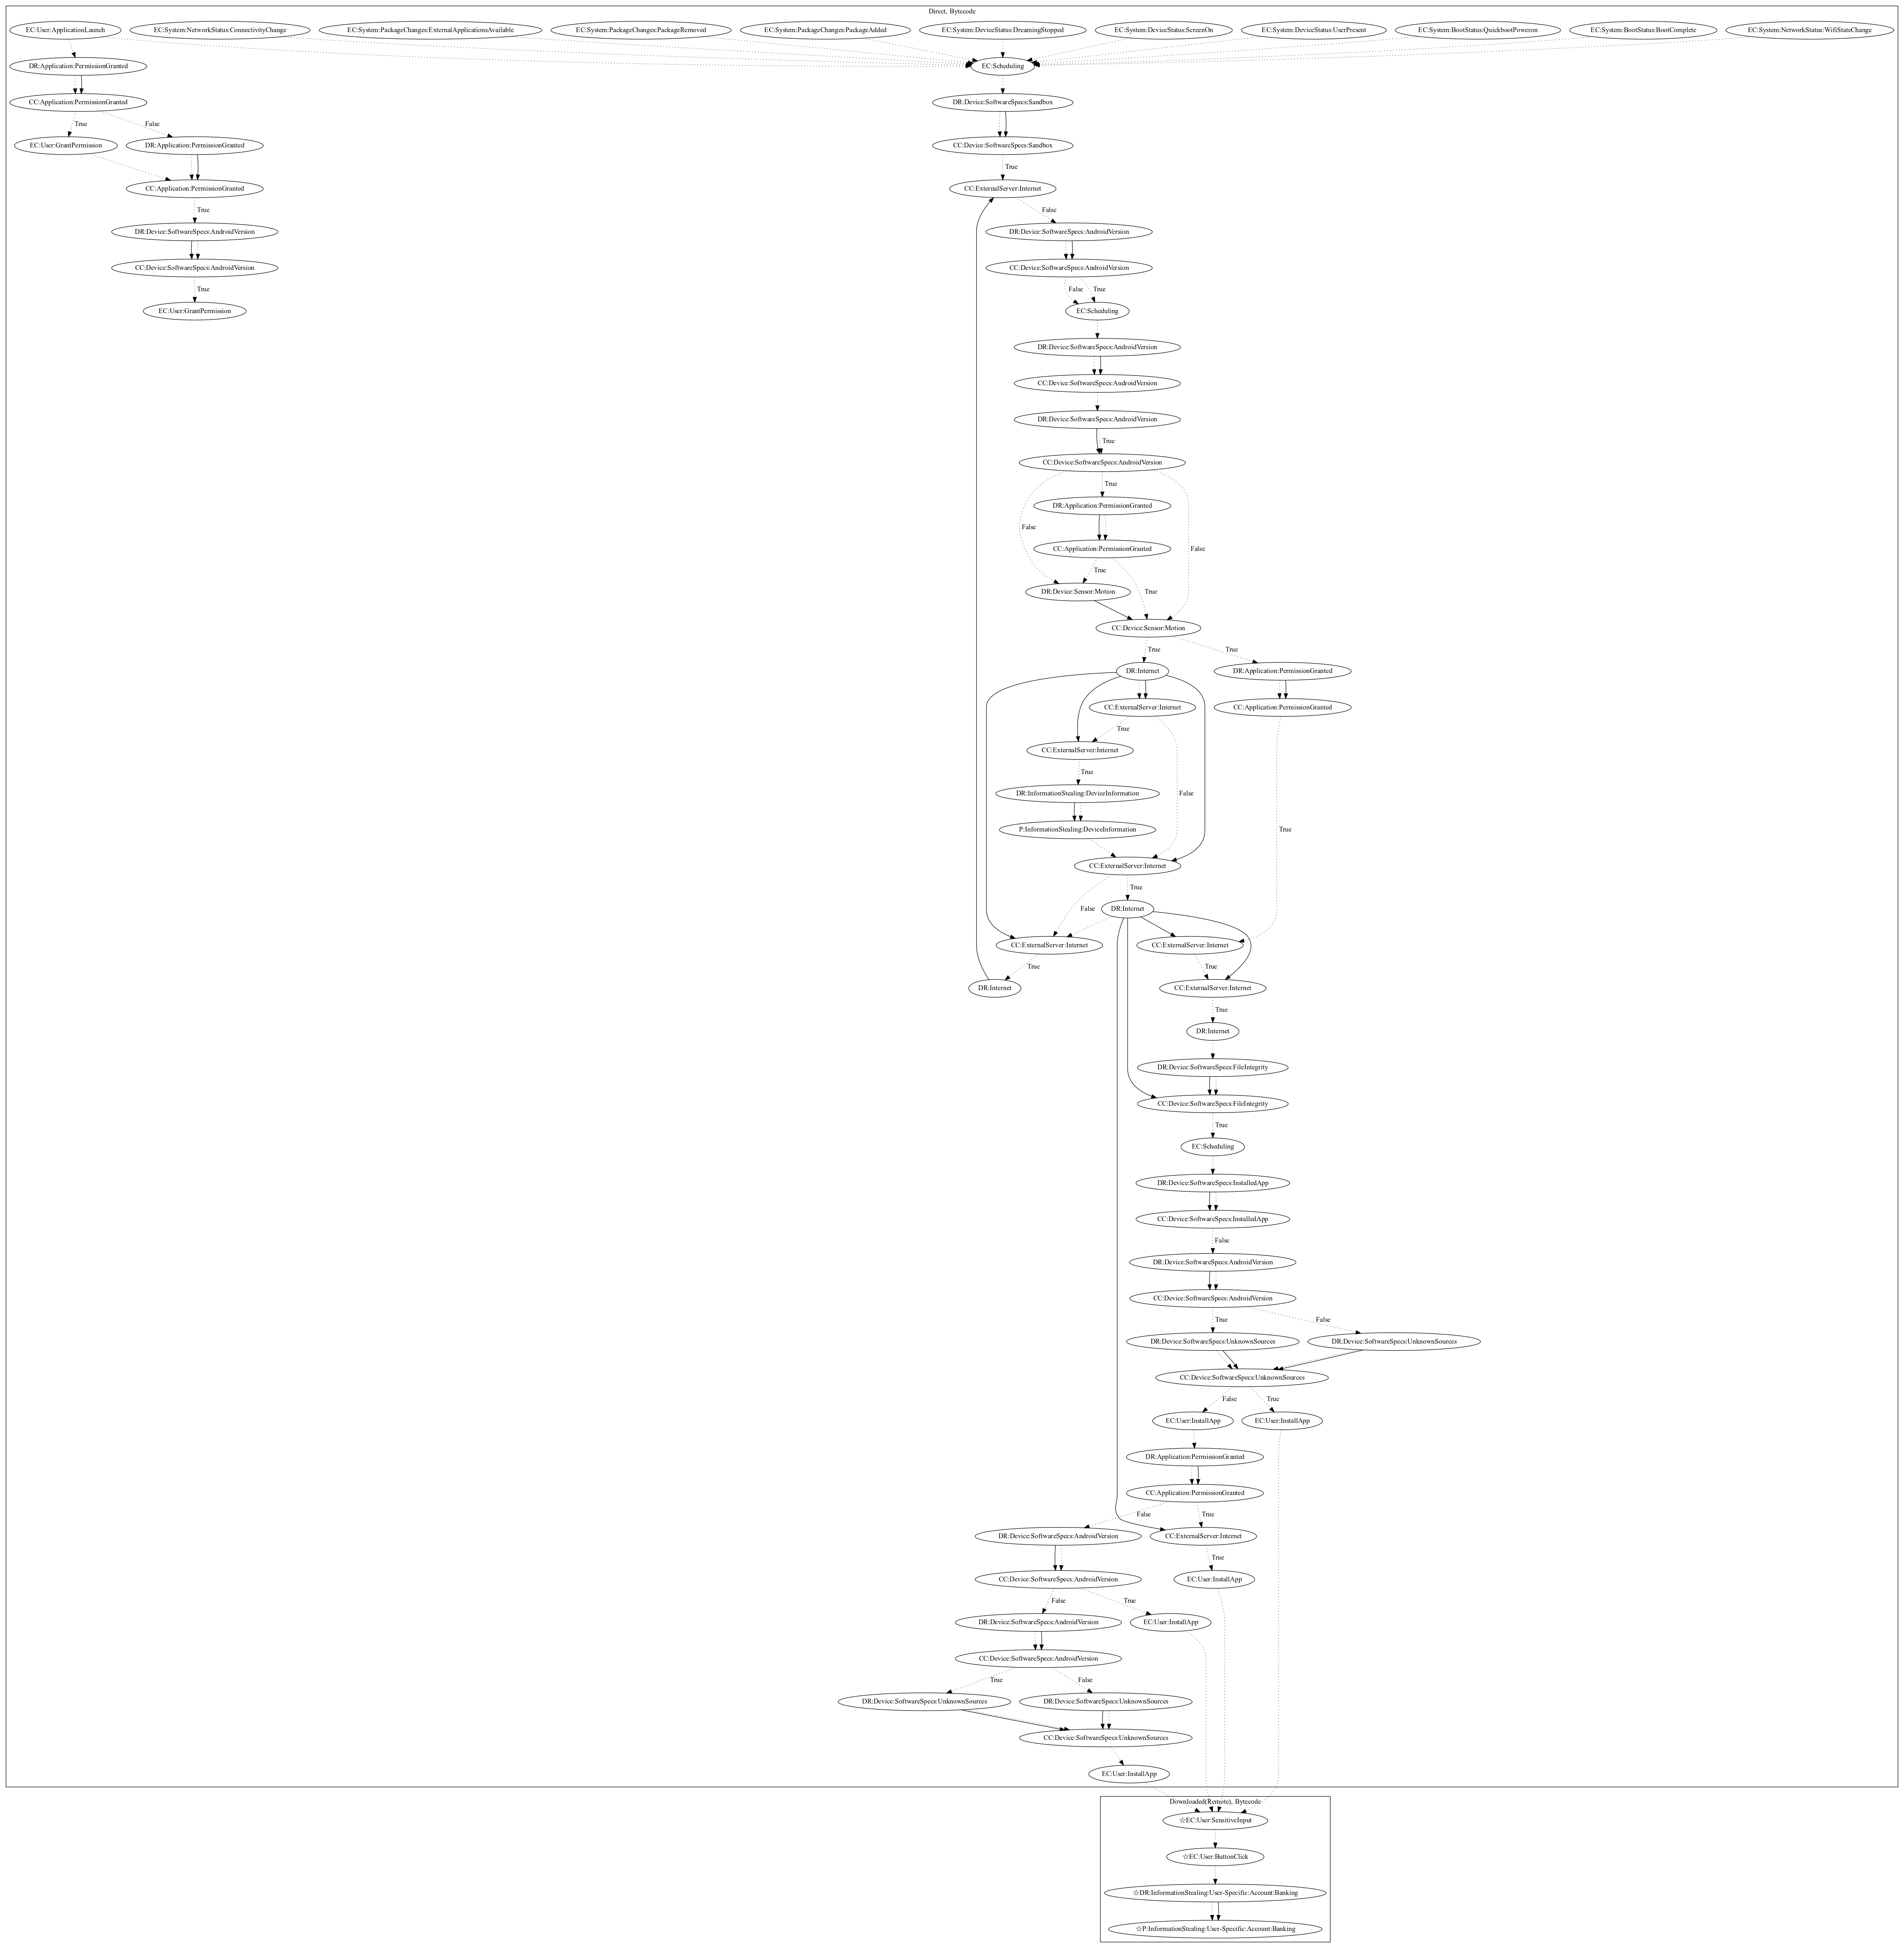 Direct, Bytecode
EC:User:ApplicationLaunch
EC:System:NetworkStatus:ConnectivityChange
EC:System:PackageChanges:ExternalApplicationsAvailable
EC:System:PackageChanges:PackageRemoved
EC:System:PackageChanges:PackageAdded
EC:System:DeviceStatus:DreamingStopped
EC:System:DeviceStatus:ScreenOn
EC:System:DeviceStatus:UserPresent
EC:System:BootStatus:QuickbootPoweron
EC:System:BootStatus:BootComplete
EC:System:NetworkStatus:WifiStateChange
DR:Application:PermissionGranted
EC:Scheduling
CC:Application:PermissionGranted
DR:Device:SoftwareSpecs:Sandbox
True
False
EC:User:GrantPermission
DR:Application:PermissionGranted
CC:Device:SoftwareSpecs:Sandbox
True
CC:Application:PermissionGranted
CC:ExternalServer:Internet
True
False
DR:Device:SoftwareSpecs:AndroidVersion
DR:Device:SoftwareSpecs:AndroidVersion
CC:Device:SoftwareSpecs:AndroidVersion
CC:Device:SoftwareSpecs:AndroidVersion
True
False
True
EC:User:GrantPermission
EC:Scheduling
DR:Device:SoftwareSpecs:AndroidVersion
CC:Device:SoftwareSpecs:AndroidVersion
DR:Device:SoftwareSpecs:AndroidVersion
True
CC:Device:SoftwareSpecs:AndroidVersion
True
DR:Application:PermissionGranted
False
False
CC:Application:PermissionGranted
True
True
DR:Device:Sensor:Motion
CC:Device:Sensor:Motion
True
True
DR:Internet
DR:Application:PermissionGranted
CC:ExternalServer:Internet
CC:Application:PermissionGranted
True
CC:ExternalServer:Internet
True
DR:InformationStealing:DeviceInformation
False
P:InformationStealing:DeviceInformation
True
CC:ExternalServer:Internet
True
False
DR:Internet
CC:ExternalServer:Internet
CC:ExternalServer:Internet
True
True
DR:Internet
CC:ExternalServer:Internet
True
DR:Internet
DR:Device:SoftwareSpecs:FileIntegrity
CC:Device:SoftwareSpecs:FileIntegrity
True
EC:Scheduling
DR:Device:SoftwareSpecs:InstalledApp
CC:Device:SoftwareSpecs:InstalledApp
False
DR:Device:SoftwareSpecs:AndroidVersion
CC:Device:SoftwareSpecs:AndroidVersion
True
False
DR:Device:SoftwareSpecs:UnknownSources
DR:Device:SoftwareSpecs:UnknownSources
CC:Device:SoftwareSpecs:UnknownSources
False
True
EC:User:InstallApp
EC:User:InstallApp
DR:Application:PermissionGranted
CC:Application:PermissionGranted
False
True
DR:Device:SoftwareSpecs:AndroidVersion
CC:ExternalServer:Internet
True
CC:Device:SoftwareSpecs:AndroidVersion
EC:User:InstallApp
False
True
DR:Device:SoftwareSpecs:AndroidVersion
EC:User:InstallApp
CC:Device:SoftwareSpecs:AndroidVersion
True
False
DR:Device:SoftwareSpecs:UnknownSources
DR:Device:SoftwareSpecs:UnknownSources
CC:Device:SoftwareSpecs:UnknownSources
EC:User:InstallApp
Downloaded(Remote), Bytecode
☆EC:User:SensitiveInput
☆EC:User:ButtonClick
☆DR:InformationStealing:User-Specific:Account:Banking
☆P:InformationStealing:User-Specific:Account:Banking